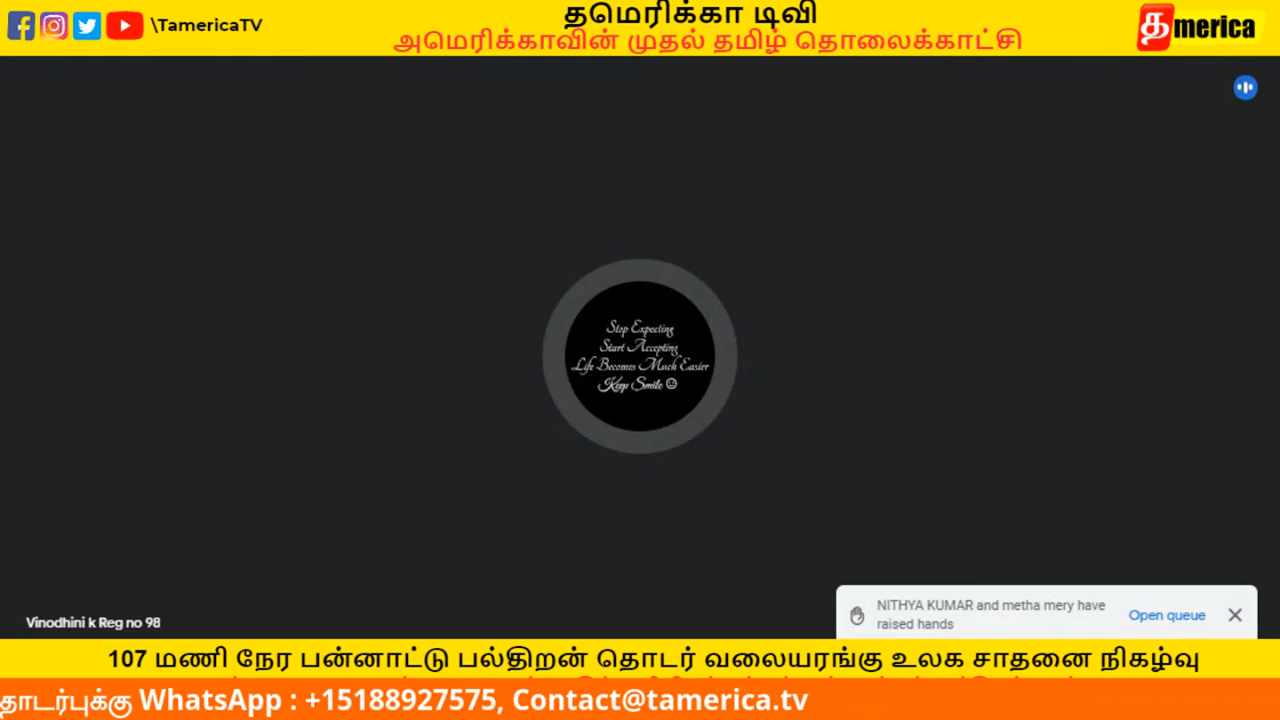 \TamericaTV
தமெரிக்கா டிவி
அமெரிக்காவின் முதல் தமிழ் தொலைக்காட்சி
தmerica
Stop Expecting
Start Accepting
Life Becomes Much Easier
Keep Smile ☺
Vinodhini k Reg no 98
NITHYA KUMAR and metha mery have
raised hands
Open queue
107 மணி நேர பன்னாட்டு பல்திறன் தொடர் வலையரங்கு உலக சாதனை நிகழ்வு
தொடர்புக்கு WhatsApp : +15188927575, Contact@tamerica.tv